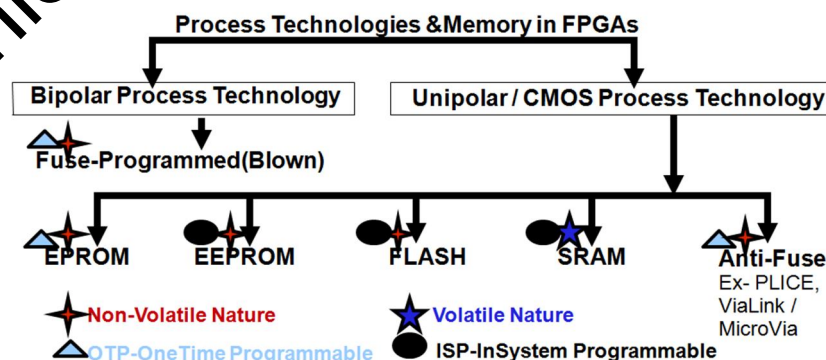 Process Technologies &Memory in FPGAs
Bipolar Process Technology
Unipolar / CMOS Process Technology
Fuse-Programmed(Blown)
EPROM
EEPROM
FLASH
SRAM
Anti-Fuse
Ex- PLICE,
ViaLink /
MicroVia
Non-Volatile Nature
Volatile Nature
OTP-OneTime Programmable
ISP-InSystem Programmable